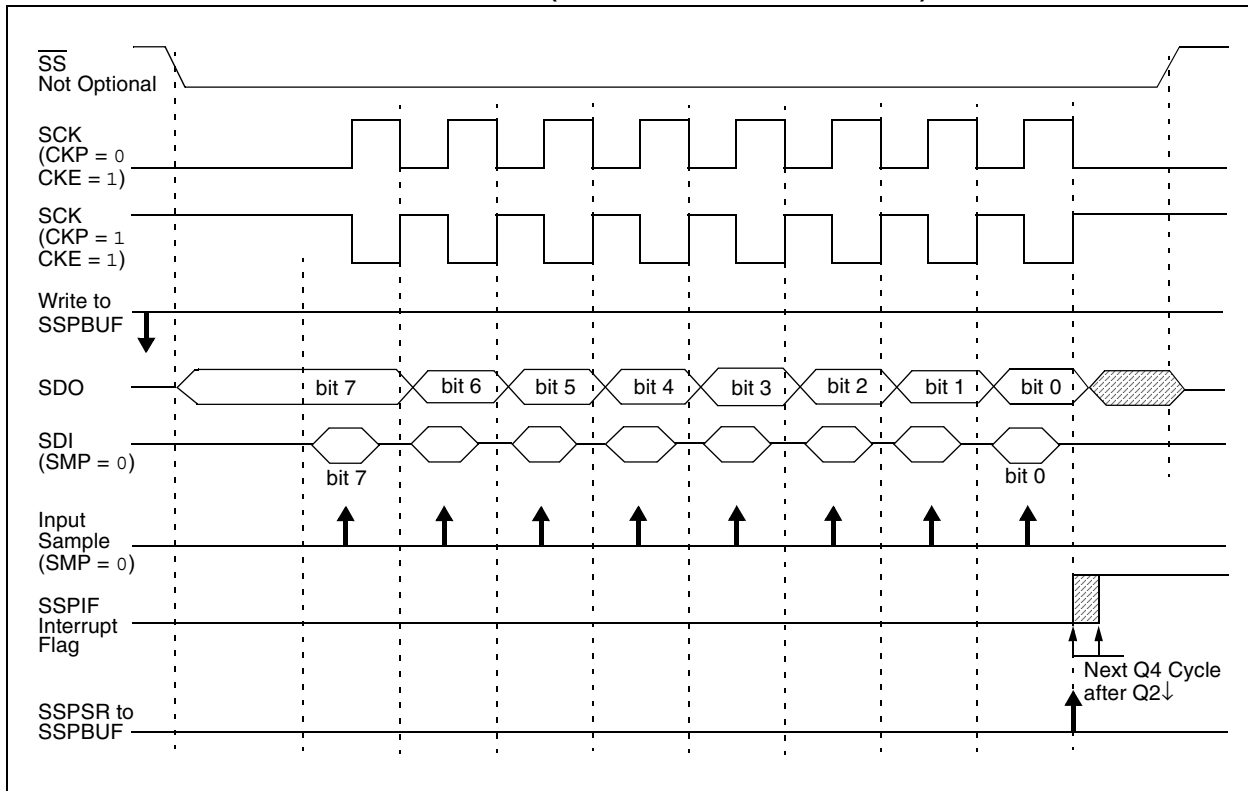 SS
Not Optional
SCK
(CKP = 0
CKE = 1)
SCK
(CKP = 1
CKE = 1)
Write to
SSPBUF
SDO
bit 7 bit 6 bit 5 bit 4 bit 3 bit 2 bit 1 bit 0
SDI
(SMP = 0)
bit 7 bit 0
Input
Sample
(SMP = 0)
SSPIF
Interrupt
Flag
Next Q4 Cycle
after Q2↓
SSPSR to
SSPBUF